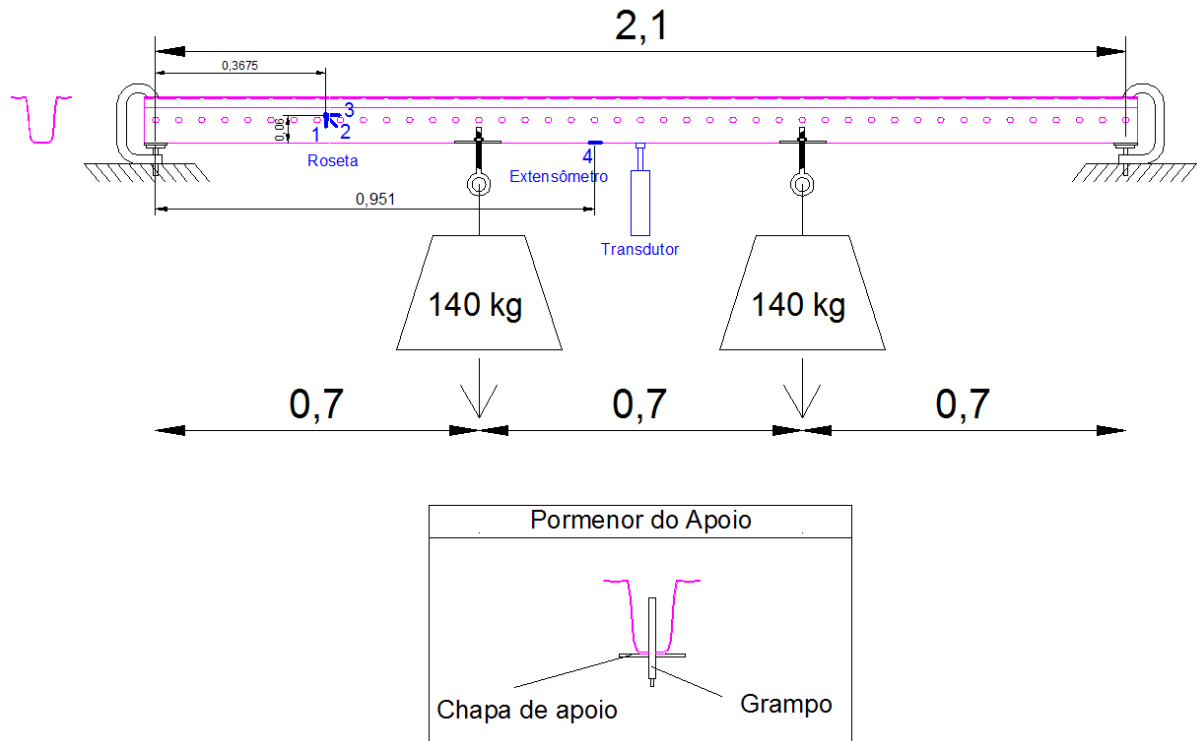 2,1
0,3675
0,06
1
2
3
Roseta
4
Extensômetro
0,951
Transdutor
140 kg
140 kg
0,7
0,7
0,7
Pormenor do Apoio
Chapa de apoio
Grampo